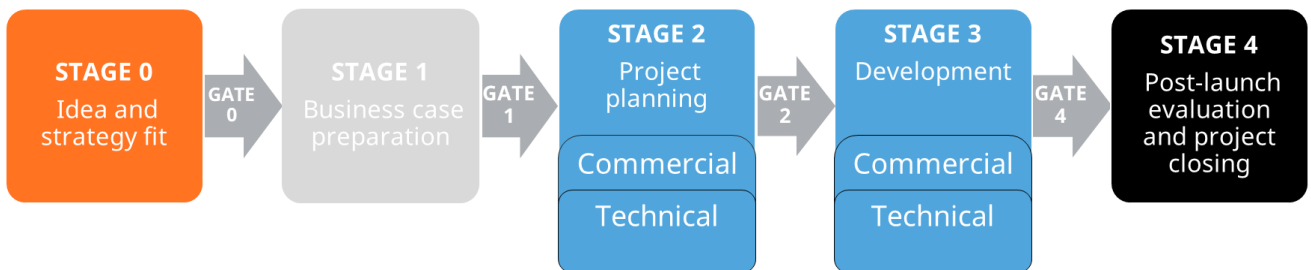 STAGE 0
Idea and
strategy fit
GATE
0
STAGE 1
Business case
preparation
GATE
1
STAGE 2
Project
planning
Commercial
Technical
GATE
2
STAGE 3
Development
Commercial
Technical
GATE
4
STAGE 4
Post-launch
evaluation
and project
closing